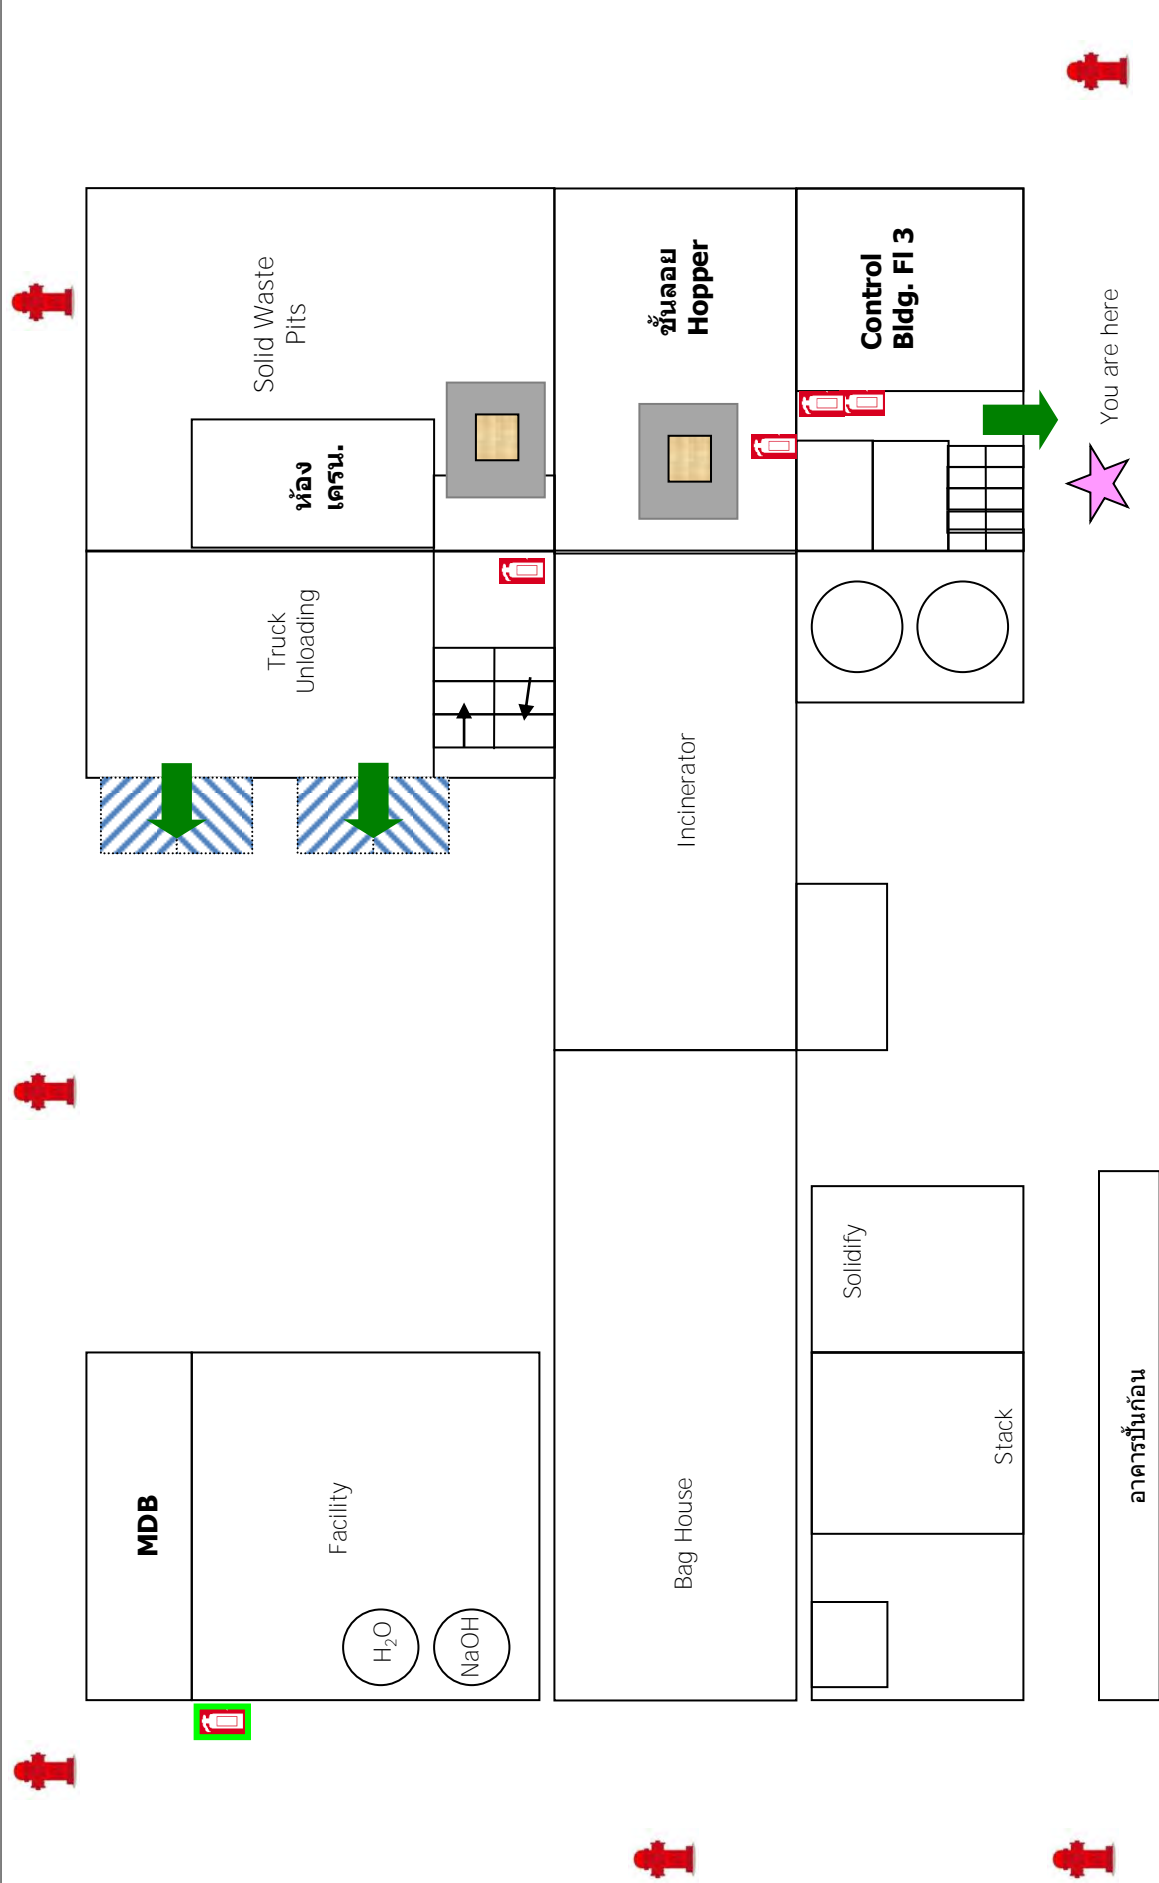 MDB
Facility
H₂O
NaOH
Truck
Unloading
Solid Waste
Pits
ห้อง
เครน.
Bag House
Incinerator
ชั้นลอย
Hopper
Stack
Solidify
Control
Bldg. Fl 3
อาคารปั้นก้อน
You are here